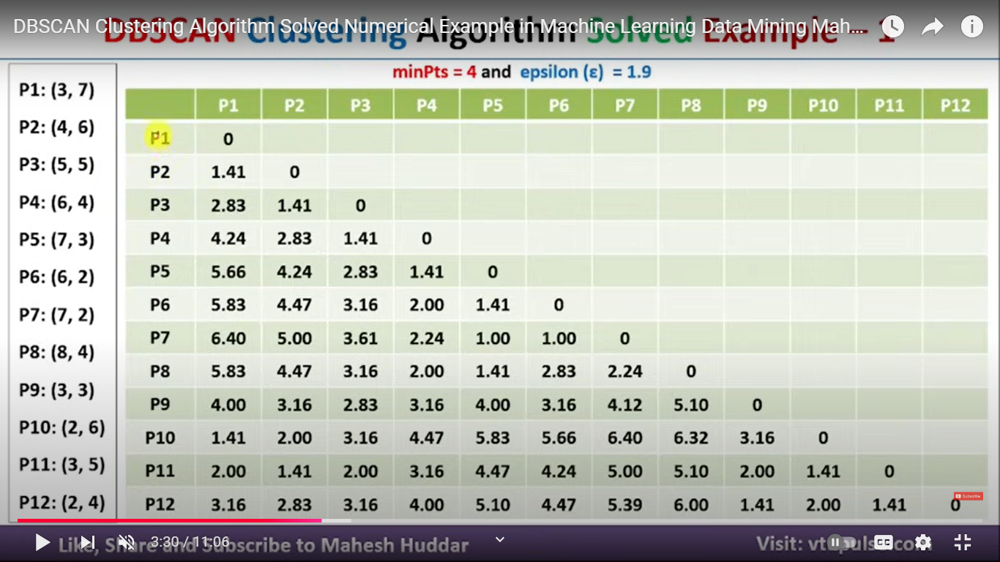 DBSCAN Clustering Algorithm Solved Numerical Example in Machine Learning Data Mining Mah...
DBSCAN Clustering Algorithm Solved Example - 1
minPts = 4 and epsilon (ε) = 1.9
P1: (3, 7)
P2: (4, 6)
P3: (5, 5)
P4: (6, 4)
P5: (7, 3)
P6: (6, 2)
P7: (7, 2)
P8: (8, 4)
P9: (3, 3)
P10: (2, 6)
P11: (3, 5)
P12: (2, 4)
P1 P2 P3 P4 P5 P6 P7 P8 P9 P10 P11 P12
P1 0
P2 1.41 0
P3 2.83 1.41 0
P4 4.24 2.83 1.41 0
P5 5.66 4.24 2.83 1.41 0
P6 5.83 4.47 3.16 2.00 1.41 0
P7 6.40 5.00 3.61 2.24 1.00 1.00 0
P8 5.83 4.47 3.16 2.00 1.41 2.83 2.24 0
P9 4.00 3.16 2.83 3.16 4.00 3.16 4.12 5.10 0
P10 1.41 2.00 3.16 4.47 5.83 5.66 6.40 6.32 3.16 0
P11 2.00 1.41 2.00 3.16 4.47 4.24 5.00 5.10 2.00 1.41 0
P12 3.16 2.83 3.16 4.00 5.10 4.47 5.39 6.00 1.41 2.00 1.41 0
Subscribe
3:30 / 11:06
Like, Share and Subscribe to Mahesh Huddar
Visit:
CC